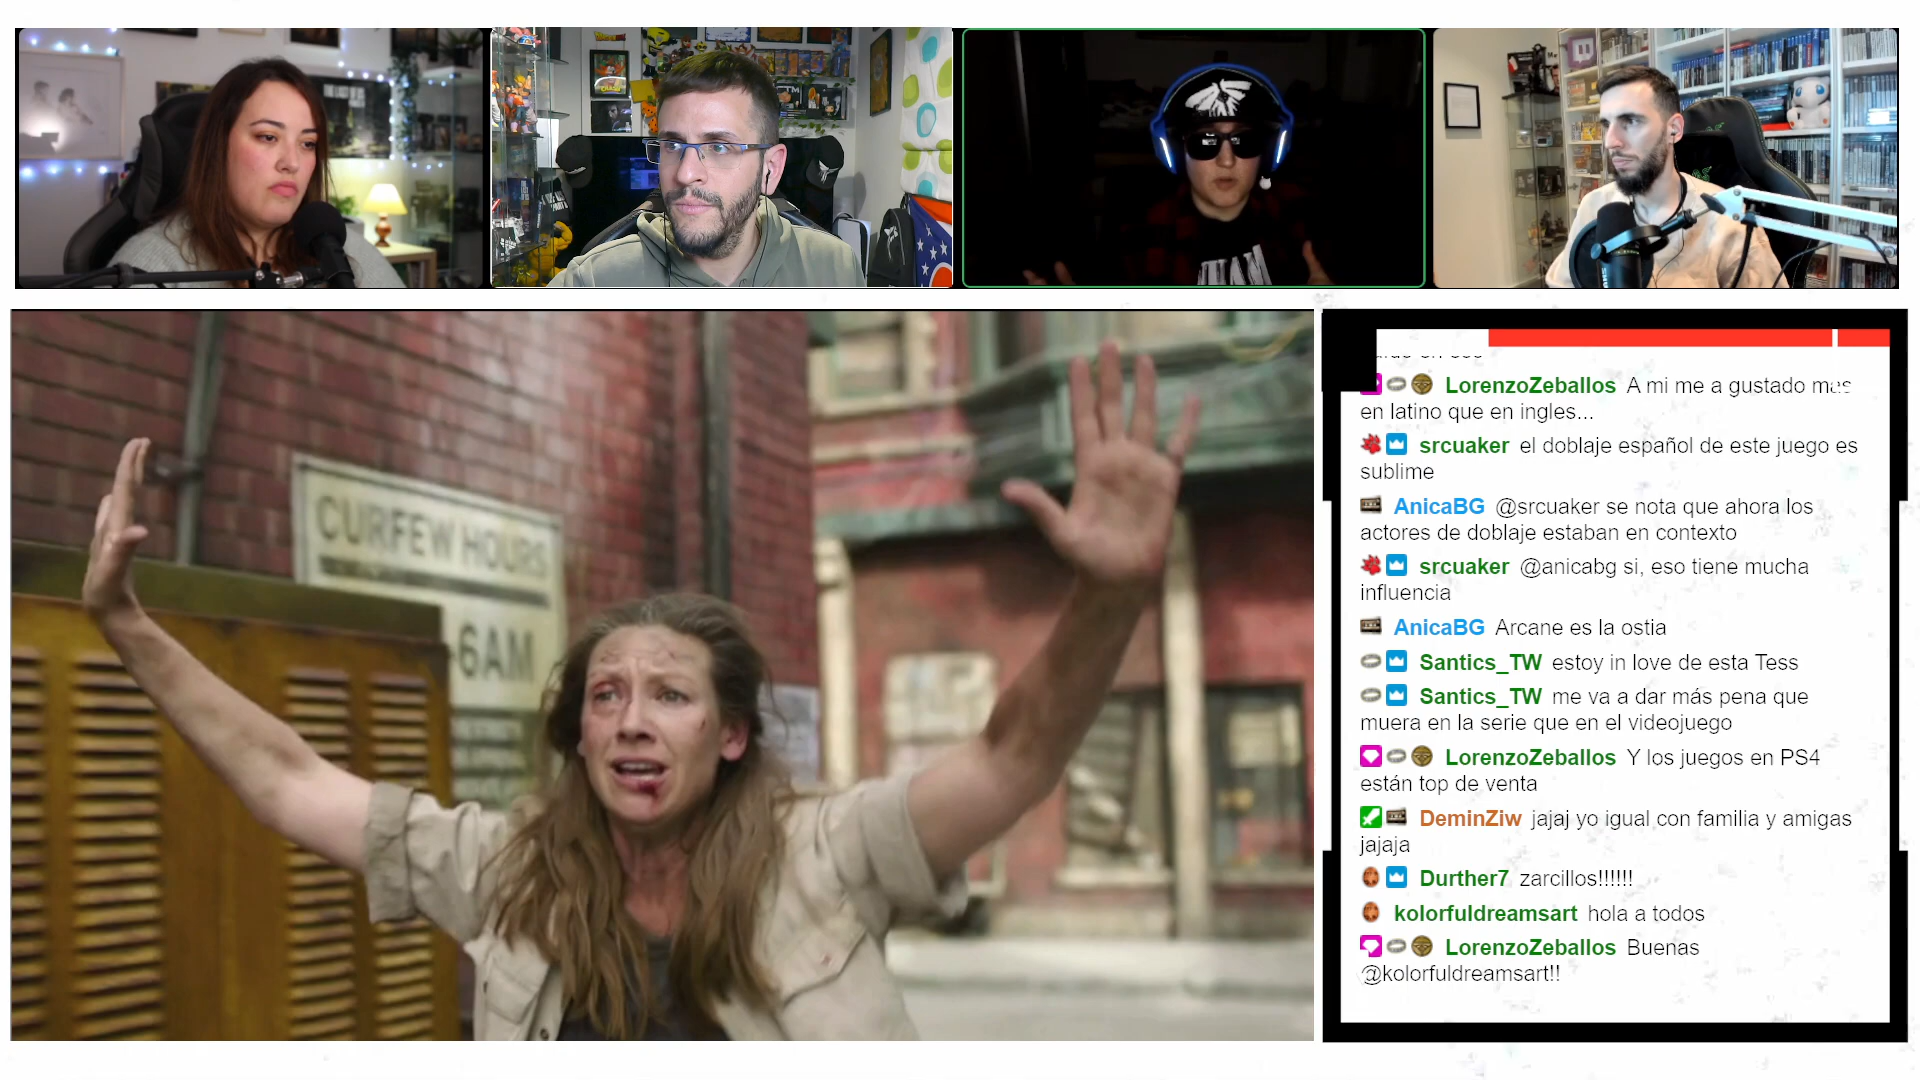 CURFEW HOURS
-6AM
LorenzoZeballos A mi me a gustado mas
en latino que en ingles...
srcuaker el doblaje español de este juego es
sublime
AnicaBG @srcuaker se nota que ahora los
actores de doblaje estaban en contexto
srcuaker @anicabg si, eso tiene mucha
influencia
AnicaBG Arcane es la ostia
Santics_TW estoy in love de esta Tess
Santics_TW me va a dar más pena que
muera en la serie que en el videojuego
LorenzoZeballos Y los juegos en PS4
están top de venta
DeminZiw jajaj yo igual con familia y amigas
jajaja
Durther7 zarcillos!!!!!!
kolorfuldreamsart hola a todos
LorenzoZeballos Buenas
@kolorfuldreamsart!!